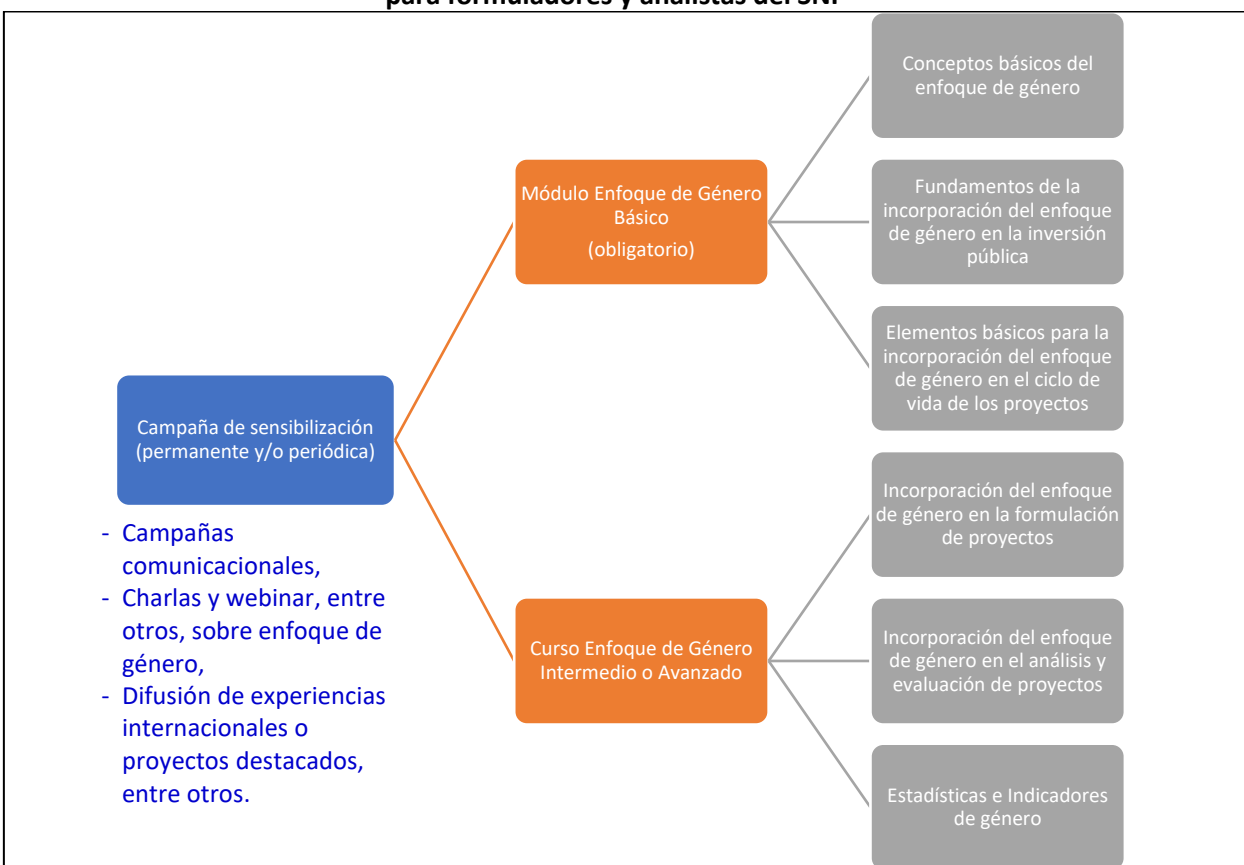 para formuladores y analistas del SNI
Conceptos básicos del
enfoque de género
Fundamentos de la
incorporación del enfoque
de género en la inversión
pública
Elementos básicos para la
incorporación del enfoque
de género en el ciclo de
vida de los proyectos
Módulo Enfoque de Género
Básico
(obligatorio)
Campaña de sensibilización
(permanente y/o periódica)
- Campañas
comunicacionales,
- Charlas y webinar, entre
otros, sobre enfoque de
género,
- Difusión de experiencias
internacionales o
proyectos destacados,
entre otros.
Curso Enfoque de Género
Intermedio o Avanzado
Incorporación del enfoque
de género en la formulación
de proyectos
Incorporación del enfoque
de género en el análisis y
evaluación de proyectos
Estadísticas e Indicadores
de género